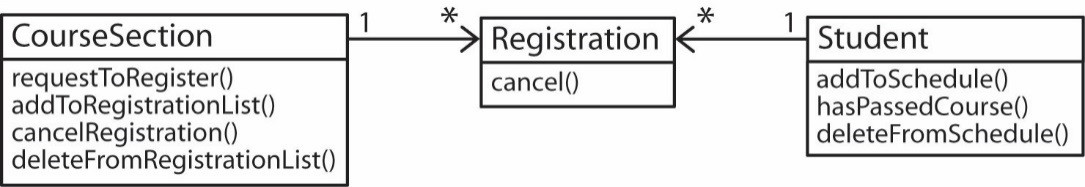 CourseSection
requestToRegister()
addToRegistrationList()
cancelRegistration()
deleteFromRegistrationList()
1 *
Registration
cancel()
* 1
Student
addToSchedule()
hasPassedCourse()
deleteFromSchedule()